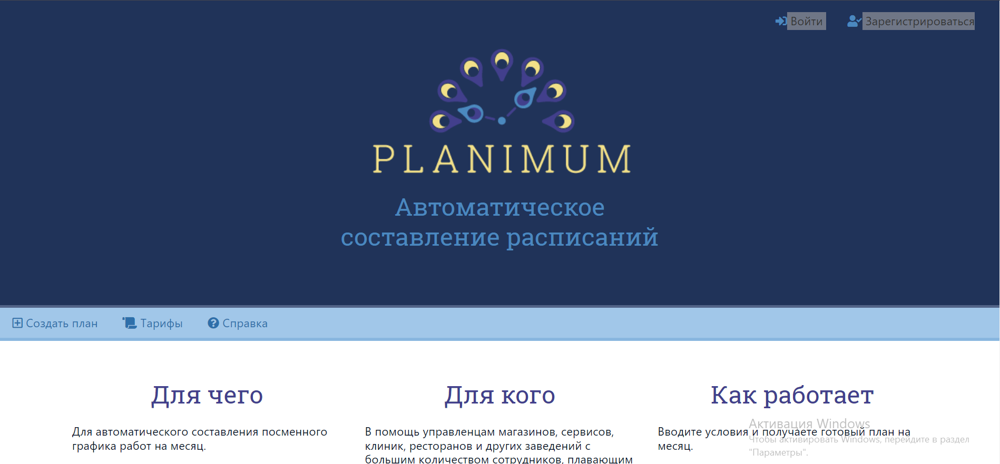 Войти
Зарегистрироваться
PLANIMUM
Автоматическое
составление расписаний
Создать план
Тарифы
Справка
Для чего
Для автоматического составления посменного
графика работ на месяц.
Для кого
В помощь управленцам магазинов, сервисов,
клиник, ресторанов и других заведений с
большим количеством сотрудников, плавающим
Как работает
Вводите условия и получаете готовый план на
месяц.
Активация Windows
Чтобы активировать Windows, перейдите в раздел
"Параметры".